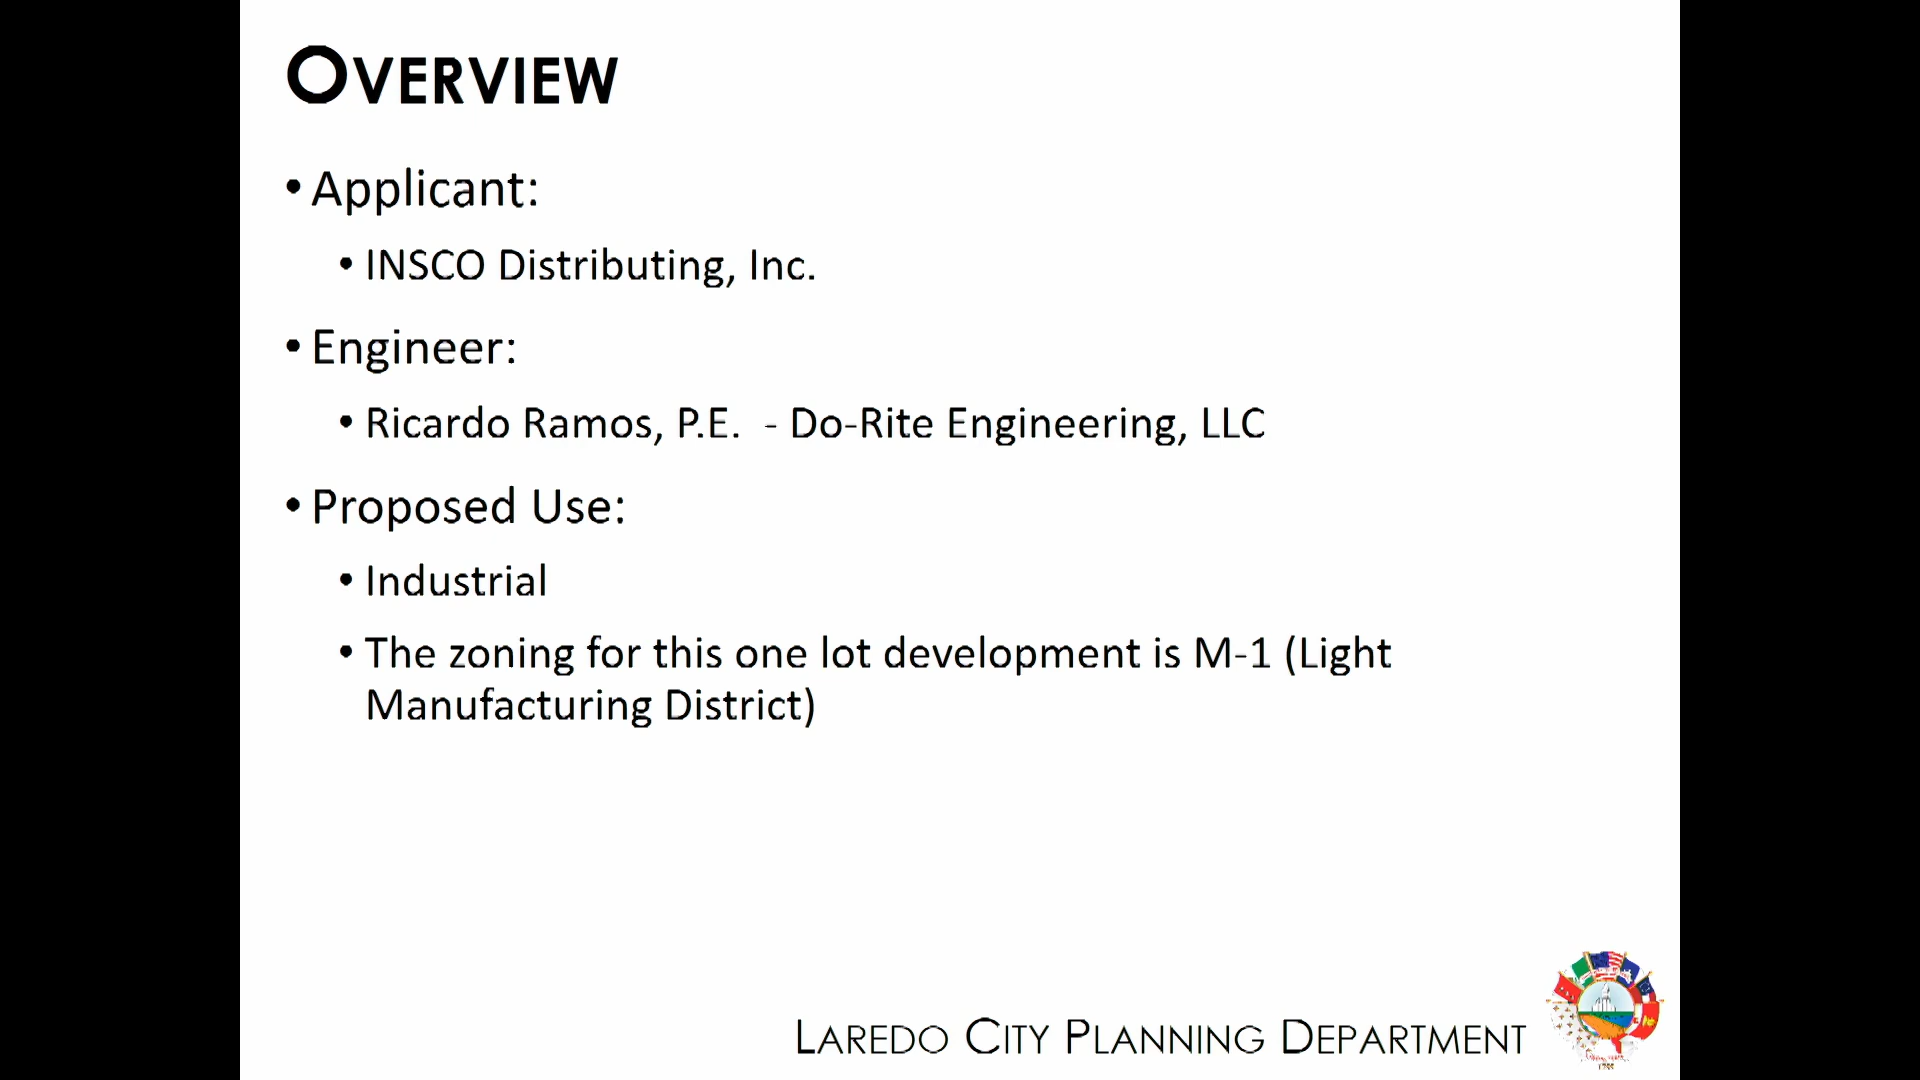 OVERVIEW
• Applicant:
• INSCO Distributing, Inc.
• Engineer:
• Ricardo Ramos, P.E.  - Do-Rite Engineering, LLC
• Proposed Use:
• Industrial
• The zoning for this one lot development is M-1 (Light
Manufacturing District)
LAREDO CITY PLANNING DEPARTMENT